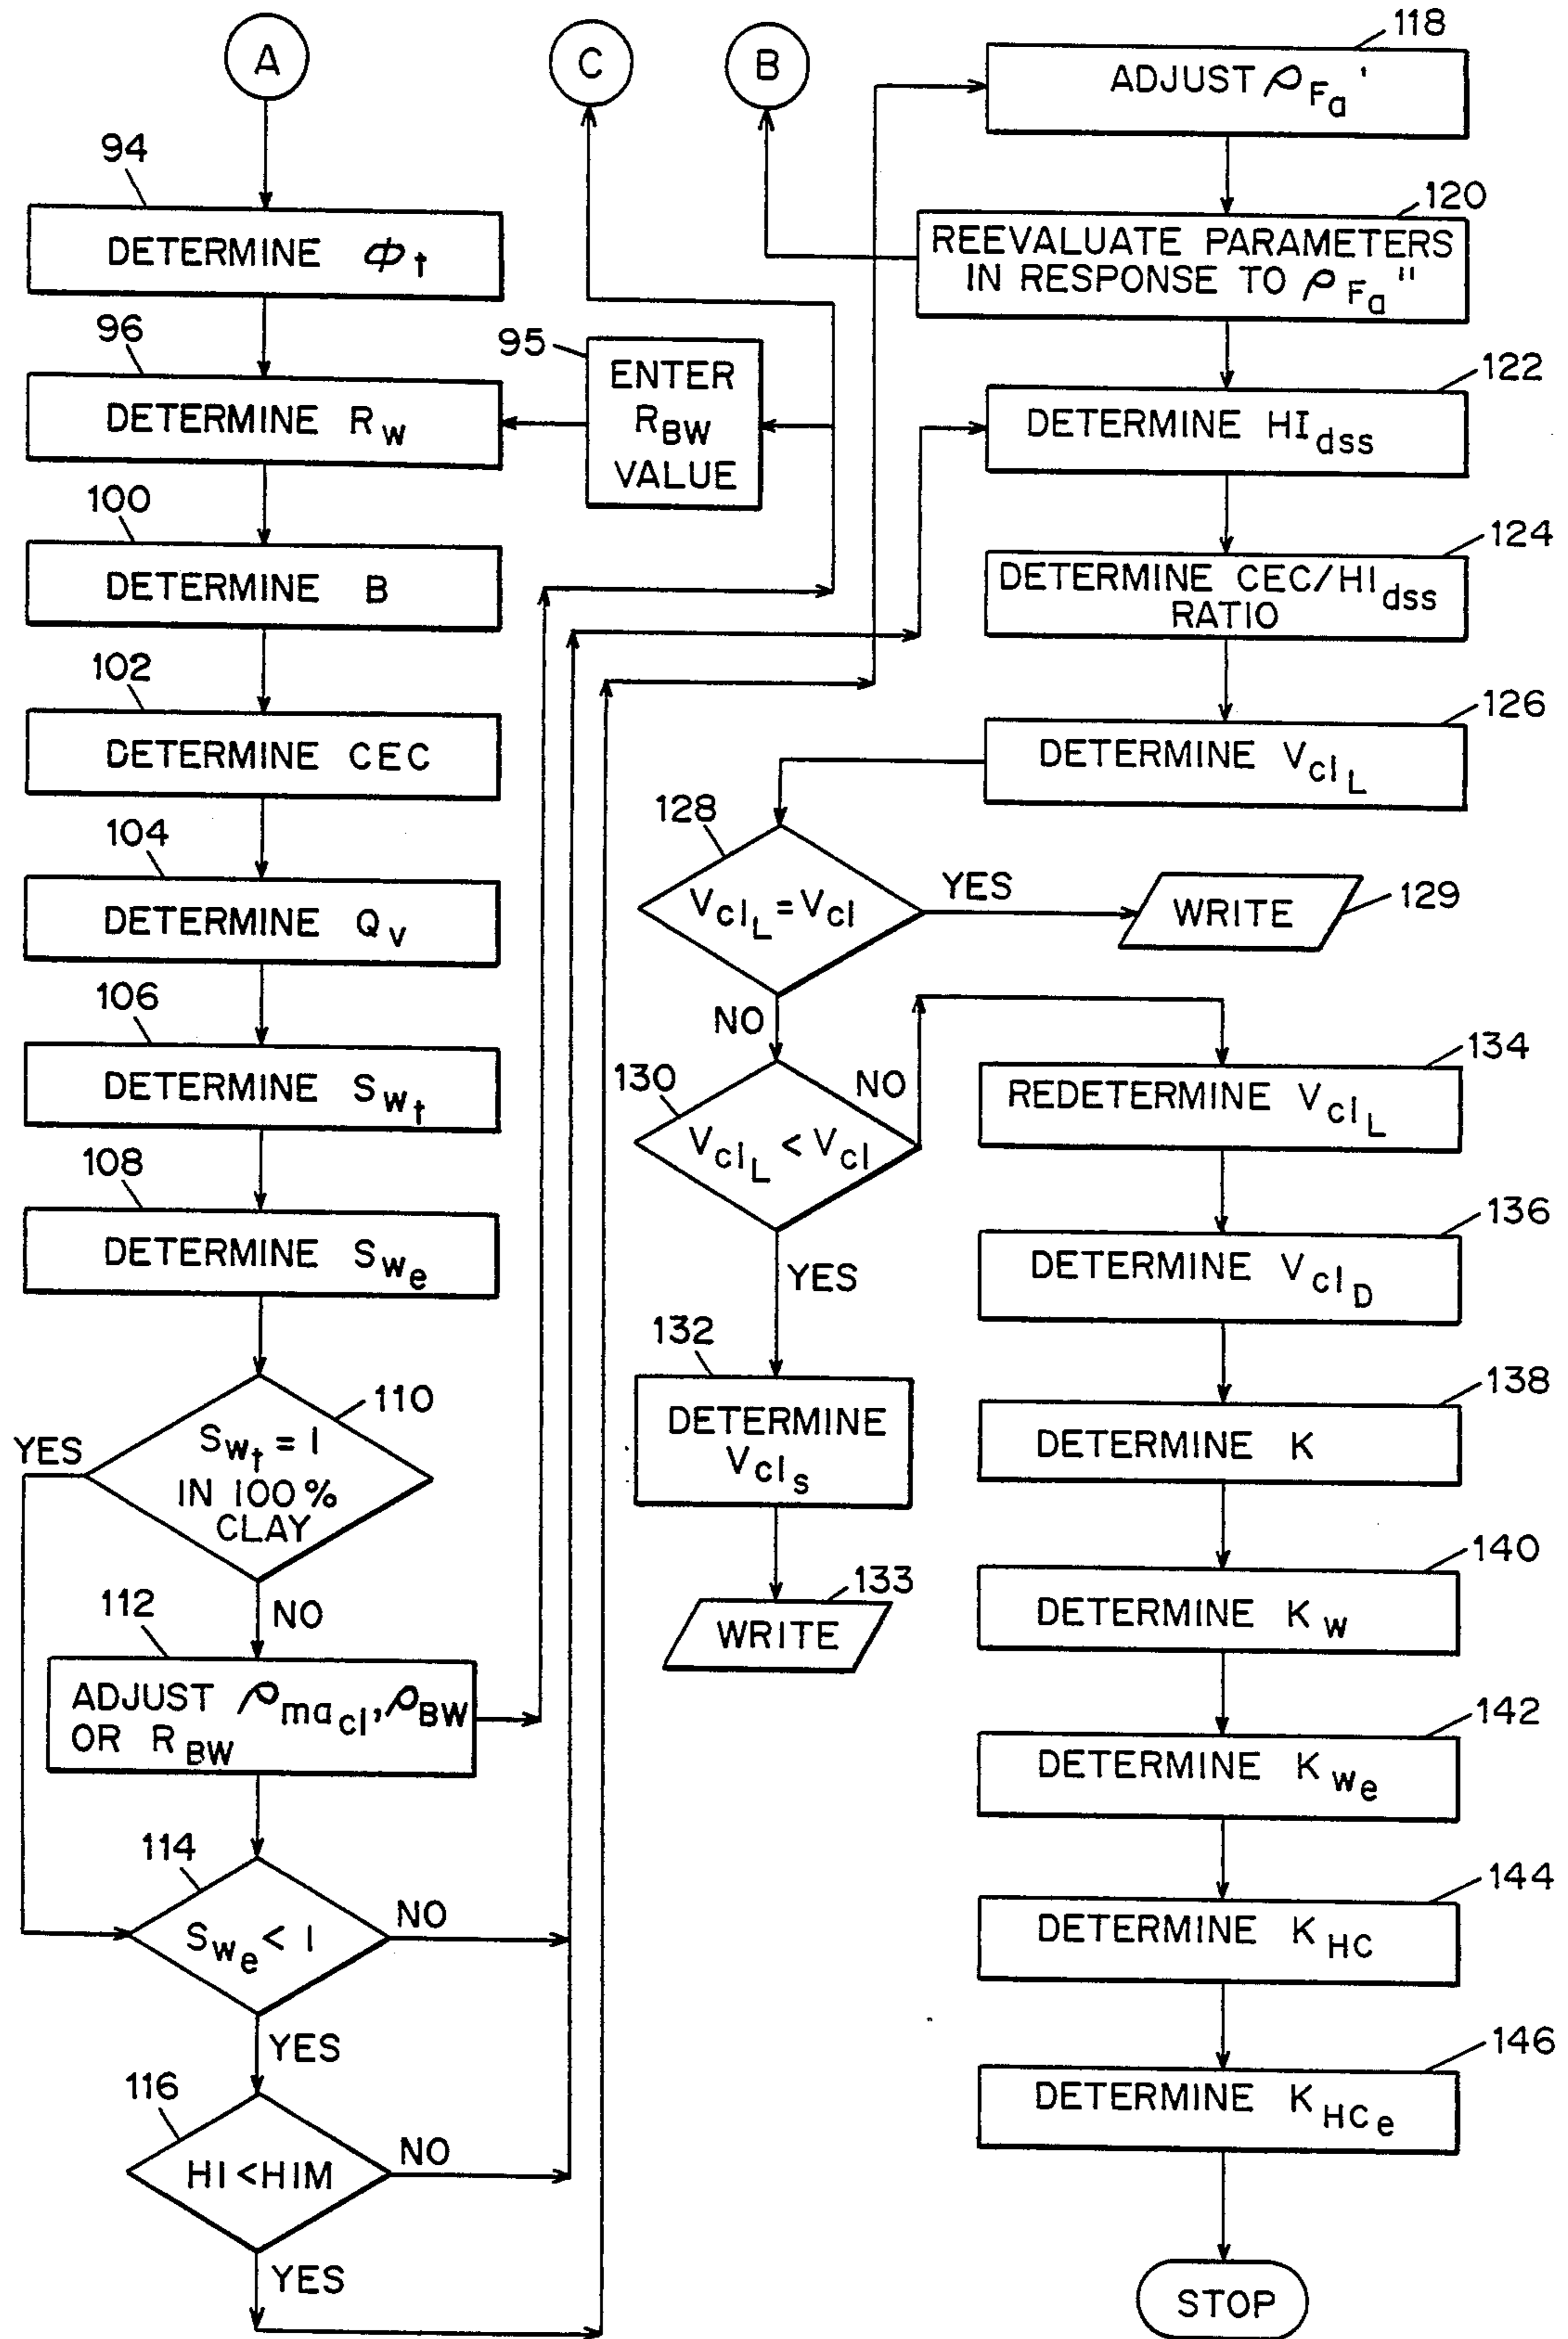 A
94
DETERMINE ϕt
96
DETERMINE Rw
95
ENTER
RBW
VALUE
100
DETERMINE B
102
DETERMINE CEC
104
DETERMINE Qv
106
DETERMINE Swt
108
DETERMINE Swe
110
Swt = 1
IN 100%
CLAY
YES
NO
112
ADJUST ρmacl, ρBW
OR RBW
114
Swe < 1
NO
YES
116
HI < HIM
NO
YES
C
B
118
ADJUST ρFa'
120
REEVALUATE PARAMETERS
IN RESPONSE TO ρFa"
122
DETERMINE HIdss
124
DETERMINE CEC/HIdss
RATIO
126
DETERMINE VclL
128
VclL = Vcl
YES
WRITE
129
NO
130
VclL < Vcl
NO
YES
132
DETERMINE
Vcls
133
WRITE
134
REDETERMINE VclL
136
DETERMINE VclD
138
DETERMINE K
140
DETERMINE Kw
142
DETERMINE Kwe
144
DETERMINE KHC
146
DETERMINE KHCe
STOP